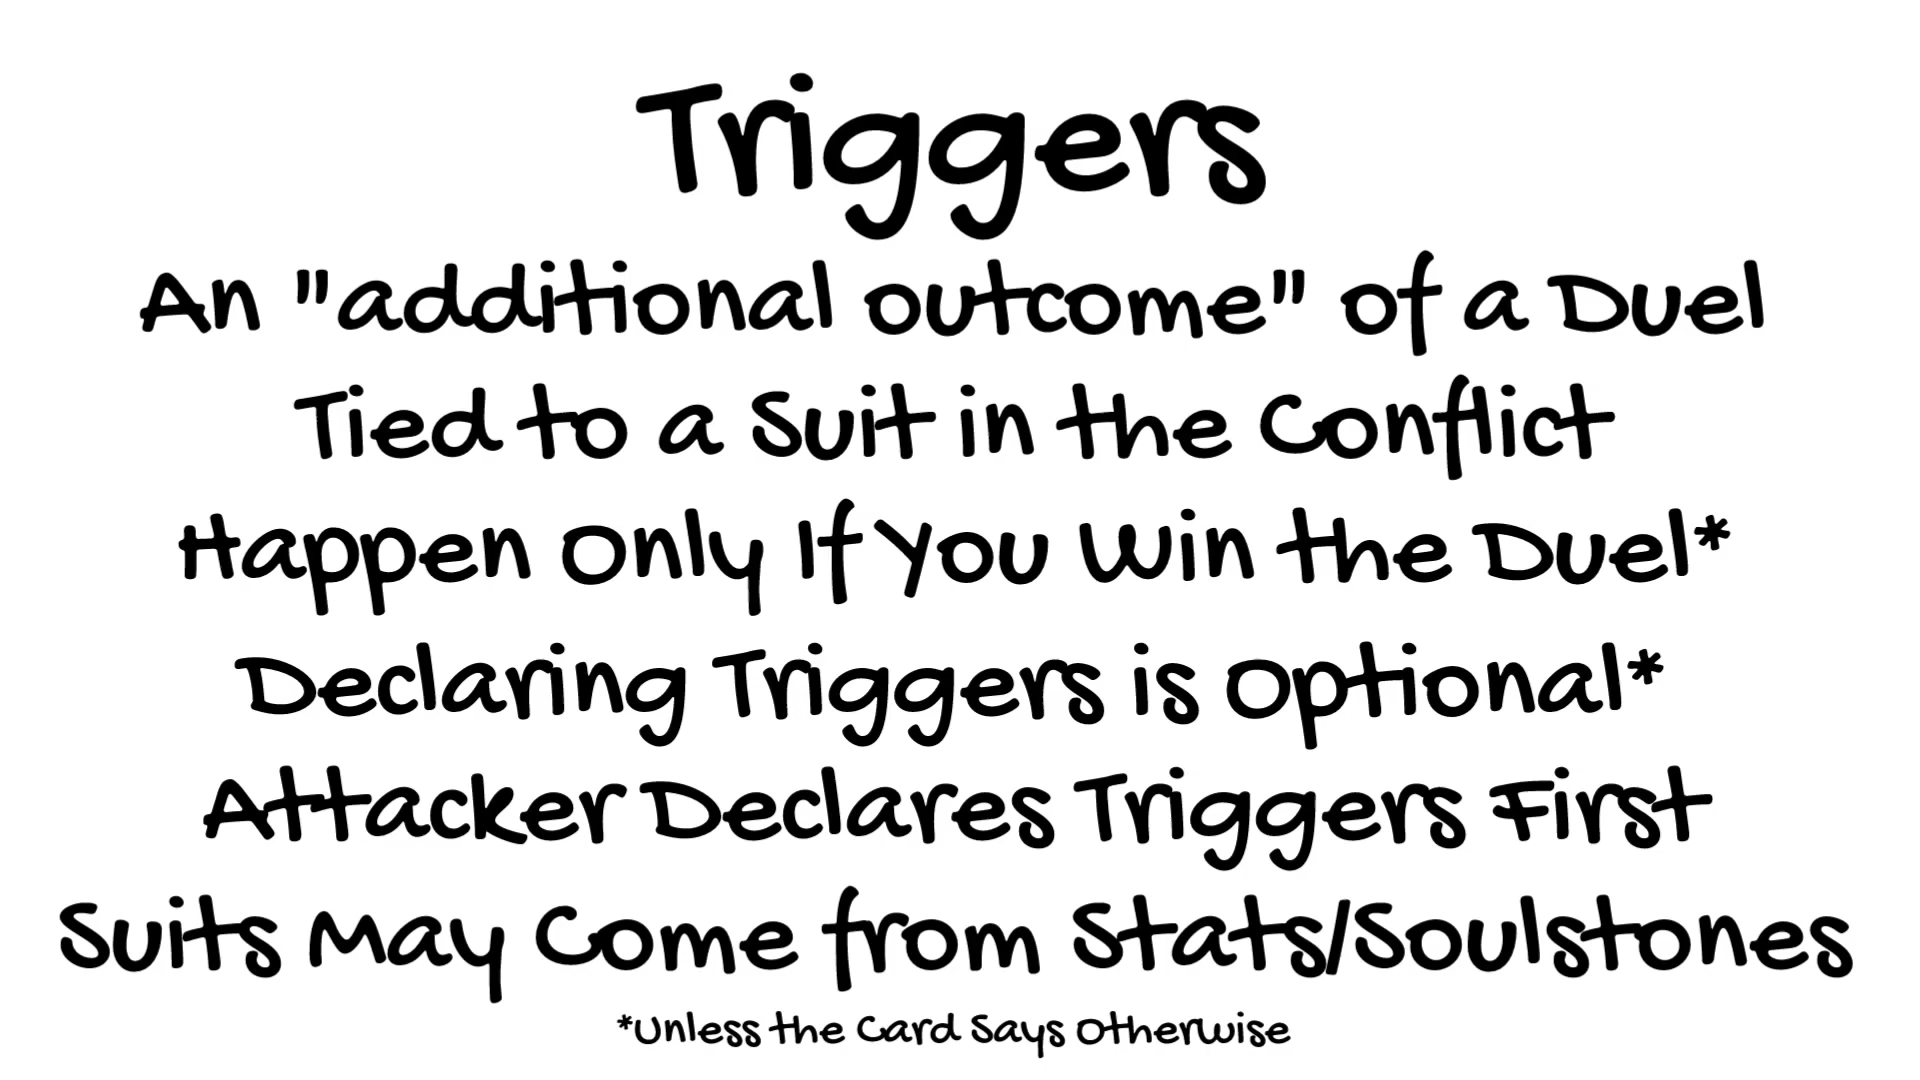 Triggers
An "additional outcome" of a Duel
Tied to a Suit in the Conflict
Happen Only If You Win the Duel*
Declaring Triggers is Optional*
Attacker Declares Triggers First
Suits May Come from Stats/Soulstones
*Unless the Card Says Otherwise